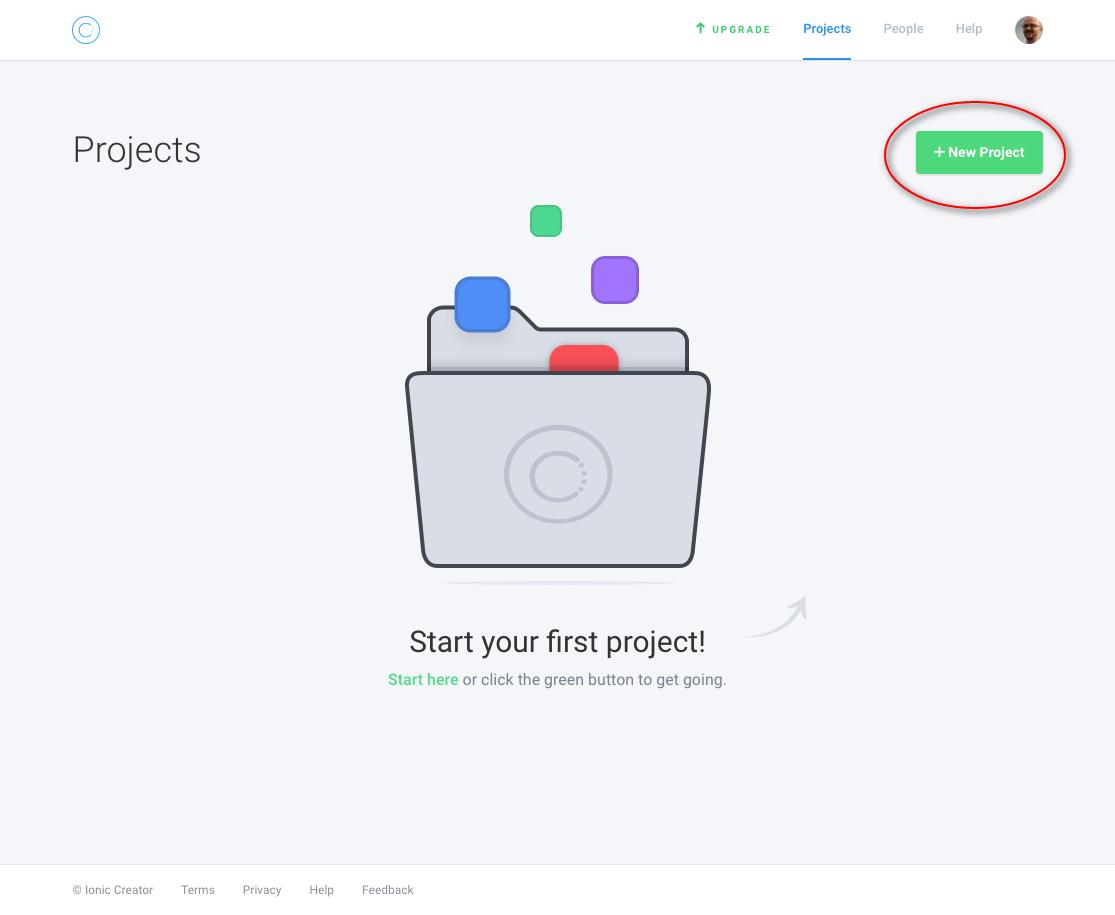 UPGRADE
Projects
People
Help
Projects
New Project
Start your first project!
Start here or click the green button to get going.
© Ionic Creator
Terms
Privacy
Help
Feedback